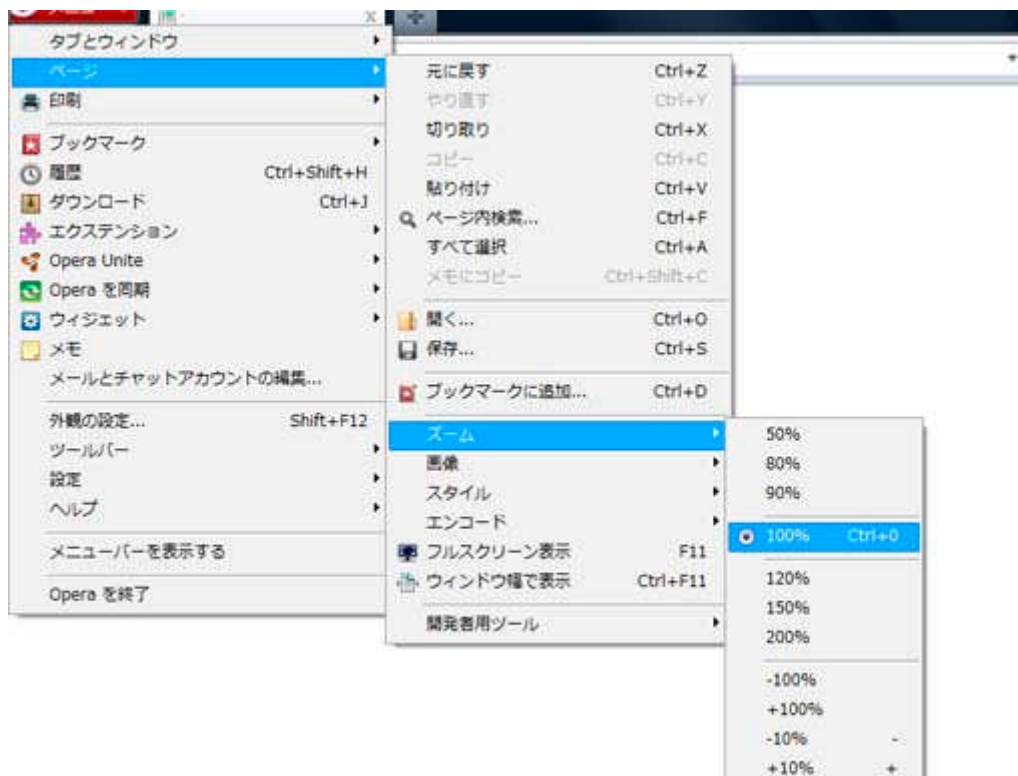 タブとウィンドウ
ページ
印刷
ブックマーク
履歴 Ctrl+Shift+H
ダウンロード Ctrl+J
エクステンション
Opera Unite
Opera を同期
ウィジェット
メモ
メールとチャットアカウントの編集...
外観の設定... Shift+F12
ツールバー
設定
ヘルプ
メニューバーを表示する
Opera を終了
元に戻す Ctrl+Z
やり直す Ctrl+Y
切り取り Ctrl+X
コピー Ctrl+C
貼り付け Ctrl+V
ページ内検索... Ctrl+F
すべて選択 Ctrl+A
メモにコピー Ctrl+Shift+C
開く... Ctrl+O
保存... Ctrl+S
ブックマークに追加... Ctrl+D
ズーム
画像
スタイル
エンコード
フルスクリーン表示 F11
ウィンドウ幅で表示 Ctrl+F11
開発者用ツール
50%
80%
90%
100% Ctrl+0
120%
150%
200%
-100%
+100%
-10% -
+10% +